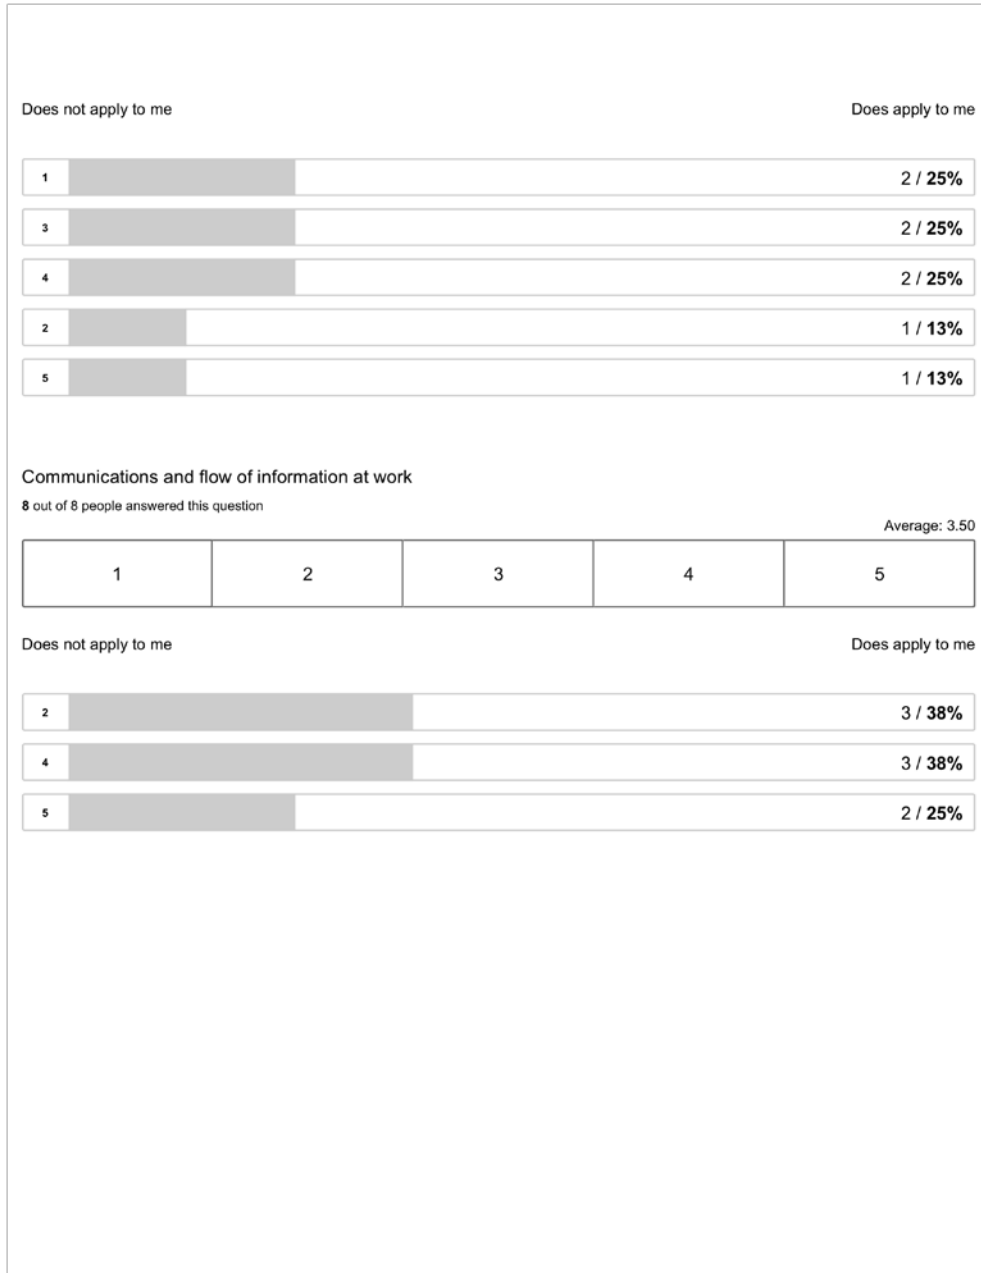 Does not apply to me Does apply to me
1 2 / 25%
3 2 / 25%
4 2 / 25%
2 1 / 13%
5 1 / 13%
Communications and flow of information at work
8 out of 8 people answered this question
Average: 3.50
1 2 3 4 5
Does not apply to me Does apply to me
2 3 / 38%
4 3 / 38%
5 2 / 25%